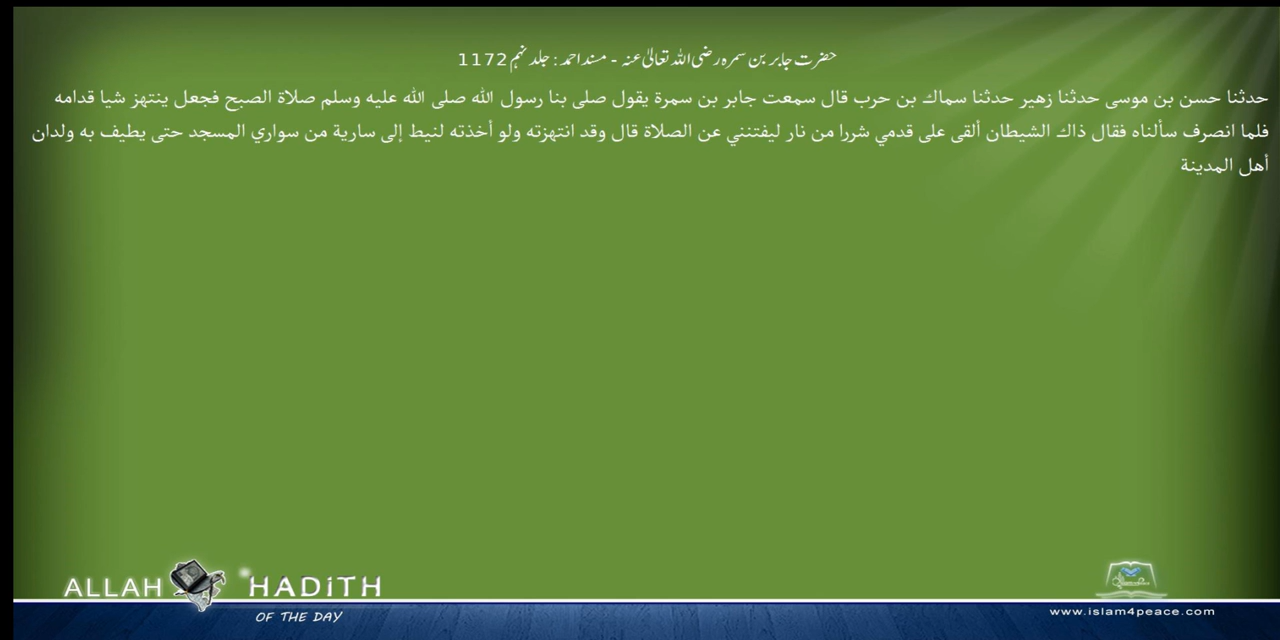 حضرت جابر بن سمرہ رضی اللہ تعالیٰ عنہ - مسند احمد : جلد نہم 1172
حدثنا حسن بن موسى حدثنا زهير حدثنا سماك بن حرب قال سمعت جابر بن سمرة يقول صلى بنا رسول الله صلى الله عليه وسلم صلاة الصبح فجعل ينتهز شيا قدامه
فلما انصرف سألناه فقال ذاك الشيطان ألقى على قدمي شررا من نار ليفتنني عن الصلاة قال وقد انتهزته ولو أخذته لنيط إلى سارية من سواري المسجد حتى يطيف به ولدان
أهل المدينة
ALLAH HADiTH
OF THE DAY
www.islam4peace.com